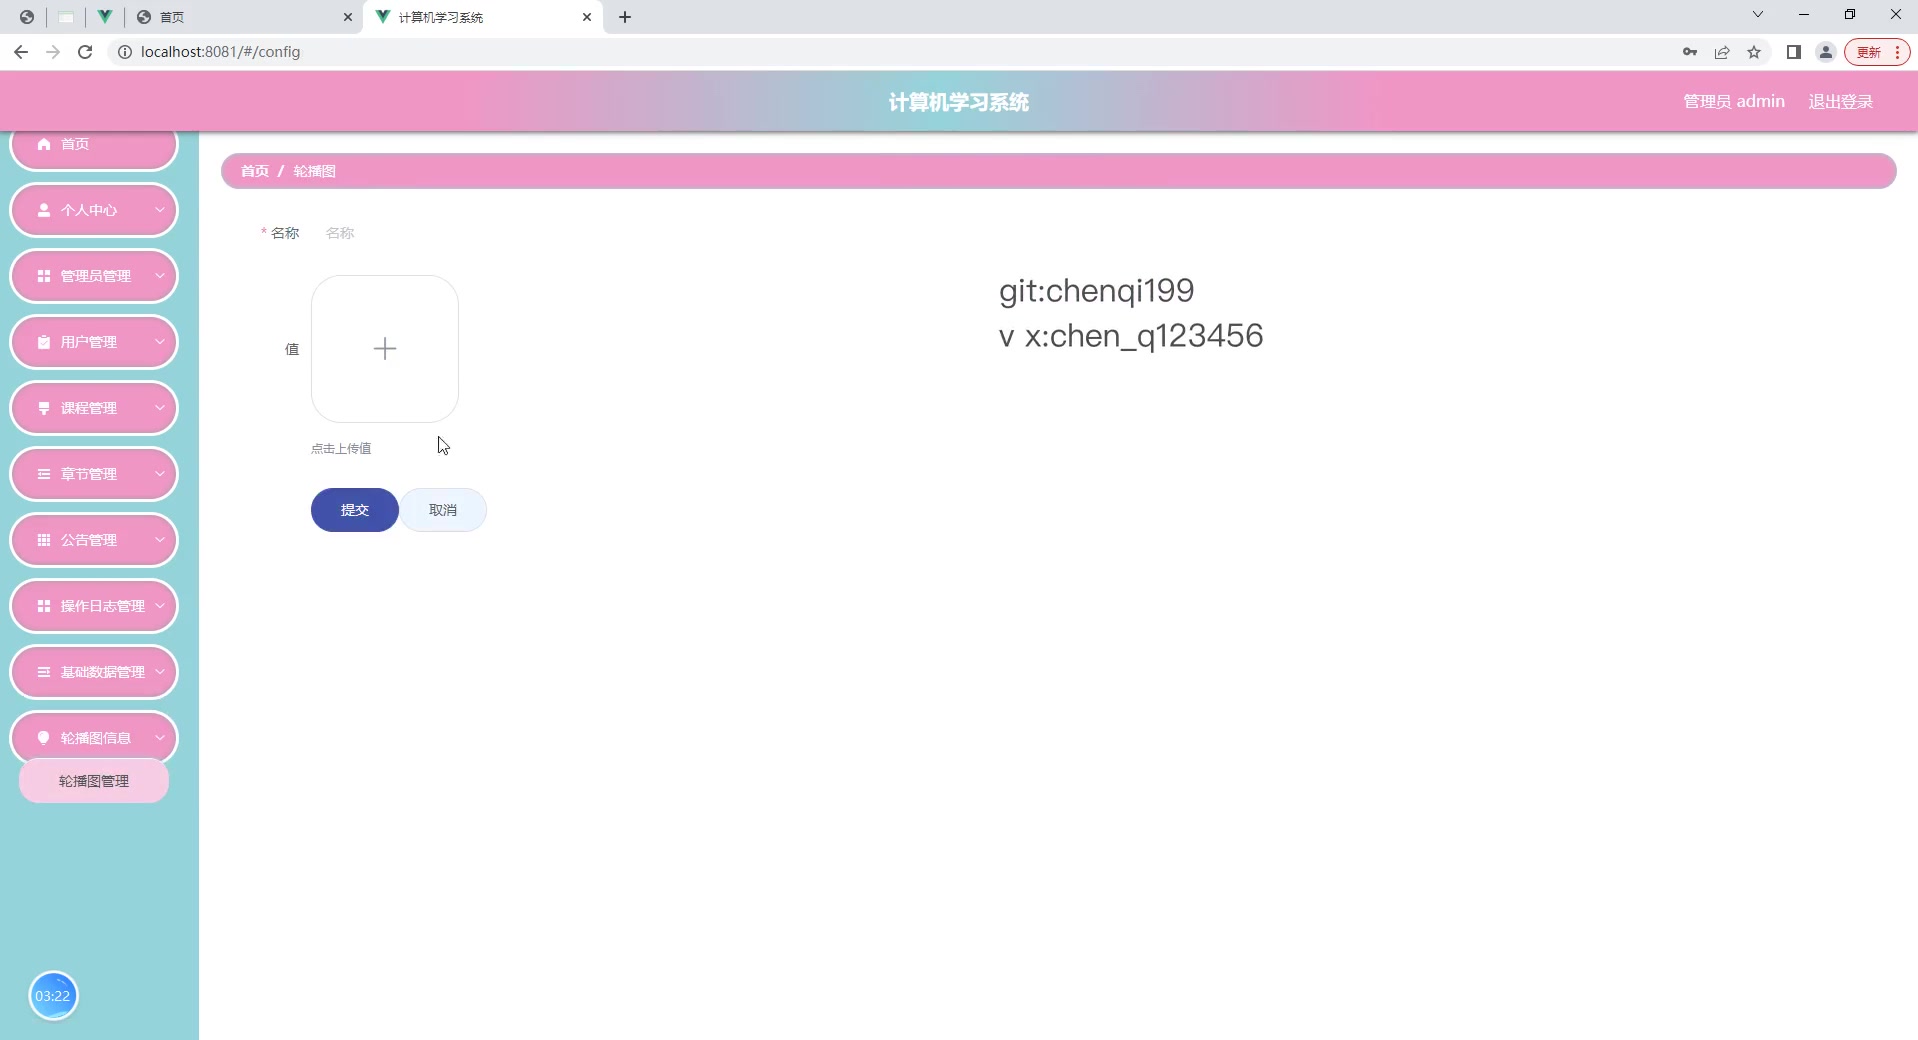 首页
计算机学习系统
localhost:8081/#/config
更新
计算机学习系统
管理员 admin
退出登录
首页
个人中心
管理员管理
用户管理
课程管理
章节管理
公告管理
操作日志管理
基础数据管理
轮播图信息
轮播图管理
03:22
首页 / 轮播图
* 名称
名称
值
点击上传值
提交
取消
git:chenqi199
v x:chen_q123456